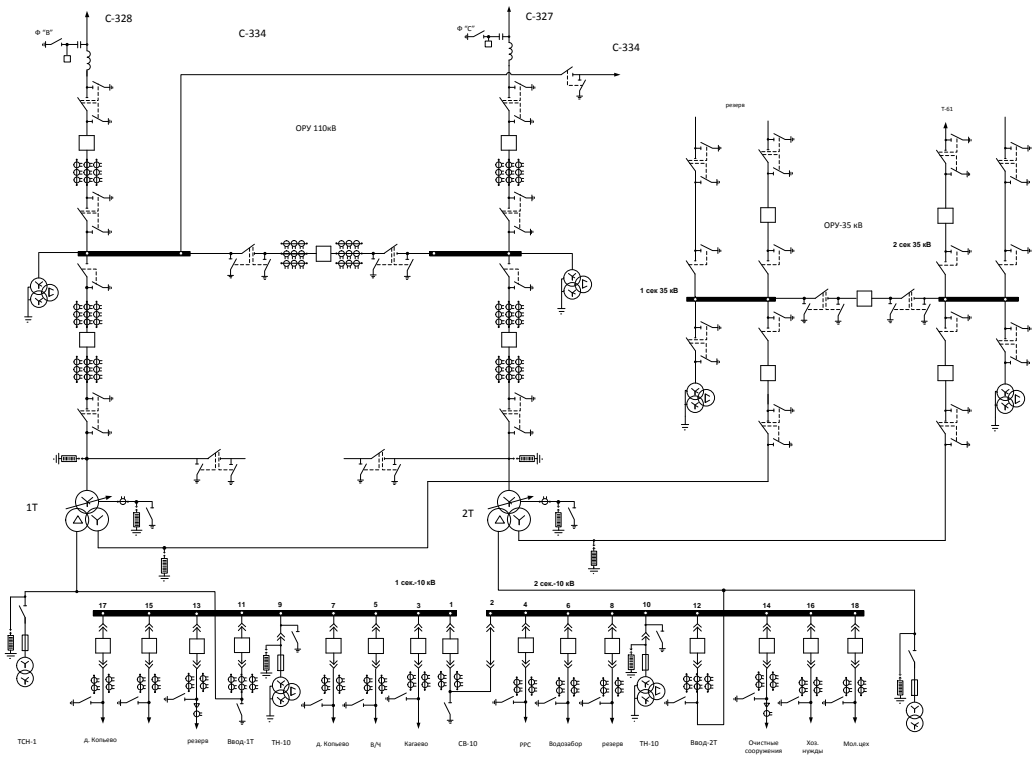 С-328
С-327
Ф "В"
С-334
Ф "С"
С-334
резерв
Т-61
ОРУ 110кВ
ОРУ-35 кВ
2 сек 35 кВ
1 сек 35 кВ
1Т
2Т
1 сек.-10 кВ
2 сек.-10 кВ
17 15 13 11 9 7 5 3 1 2 4 6 8 10 12 14 16 18
ТСН-1
д. Копьево
резерв
Ввод-1Т
ТН-10
д. Копьево
В/Ч
Кагаево
СВ-10
РРС
Водозабор
резерв
ТН-10
Ввод-2Т
Очистные
сооружения
Хоз.
нужды
Мол.цех